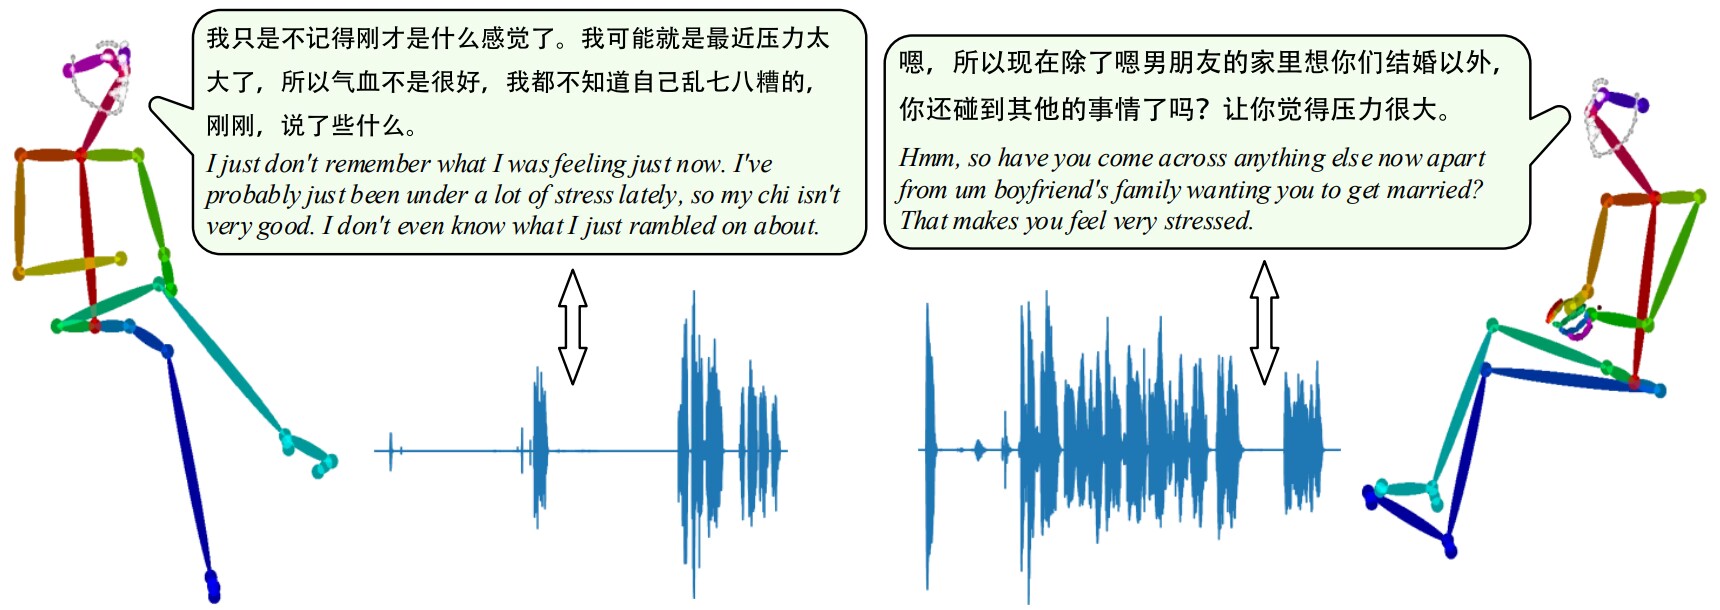 我只是不记得刚才是什么感觉了。我可能就是最近压力太
大了，所以气血不是很好，我都不知道自己乱七八糟的，
刚刚，说了些什么。
I just don't remember what I was feeling just now. I've
probably just been under a lot of stress lately, so my chi isn't
very good. I don't even know what I just rambled on about.
嗯，所以现在除了嗯男朋友的家里想你们结婚以外，
你还碰到其他的事情了吗？让你觉得压力很大。
Hmm, so have you come across anything else now apart
from um boyfriend's family wanting you to get married?
That makes you feel very stressed.